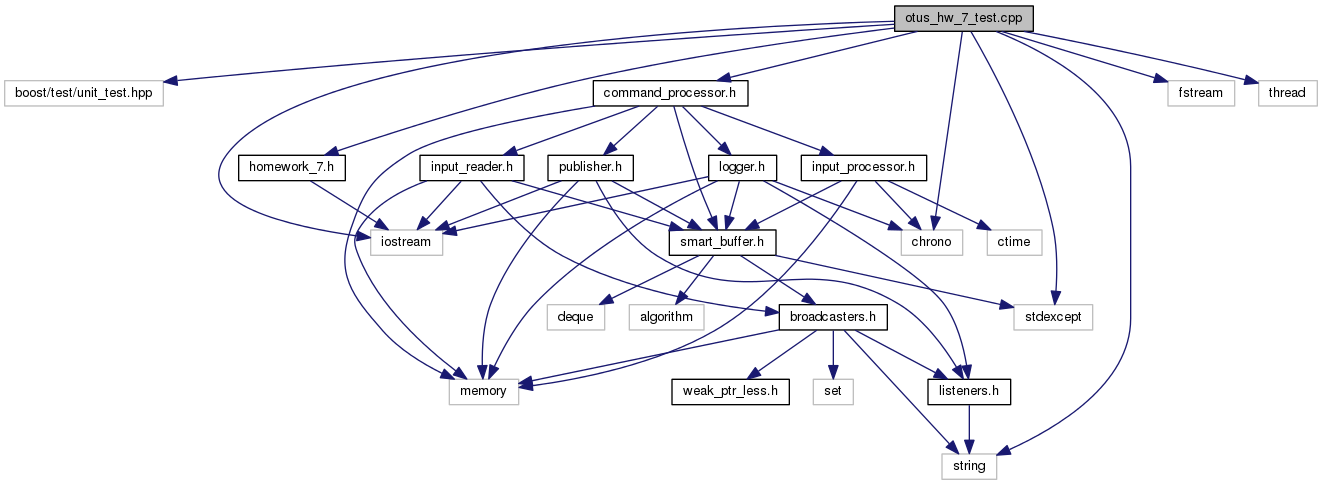 otus_hw_7_test.cpp
boost/test/unit_test.hpp
command_processor.h
fstream
thread
homework_7.h
input_reader.h
publisher.h
logger.h
input_processor.h
iostream
smart_buffer.h
chrono
ctime
deque
algorithm
broadcasters.h
stdexcept
memory
weak_ptr_less.h
set
listeners.h
string